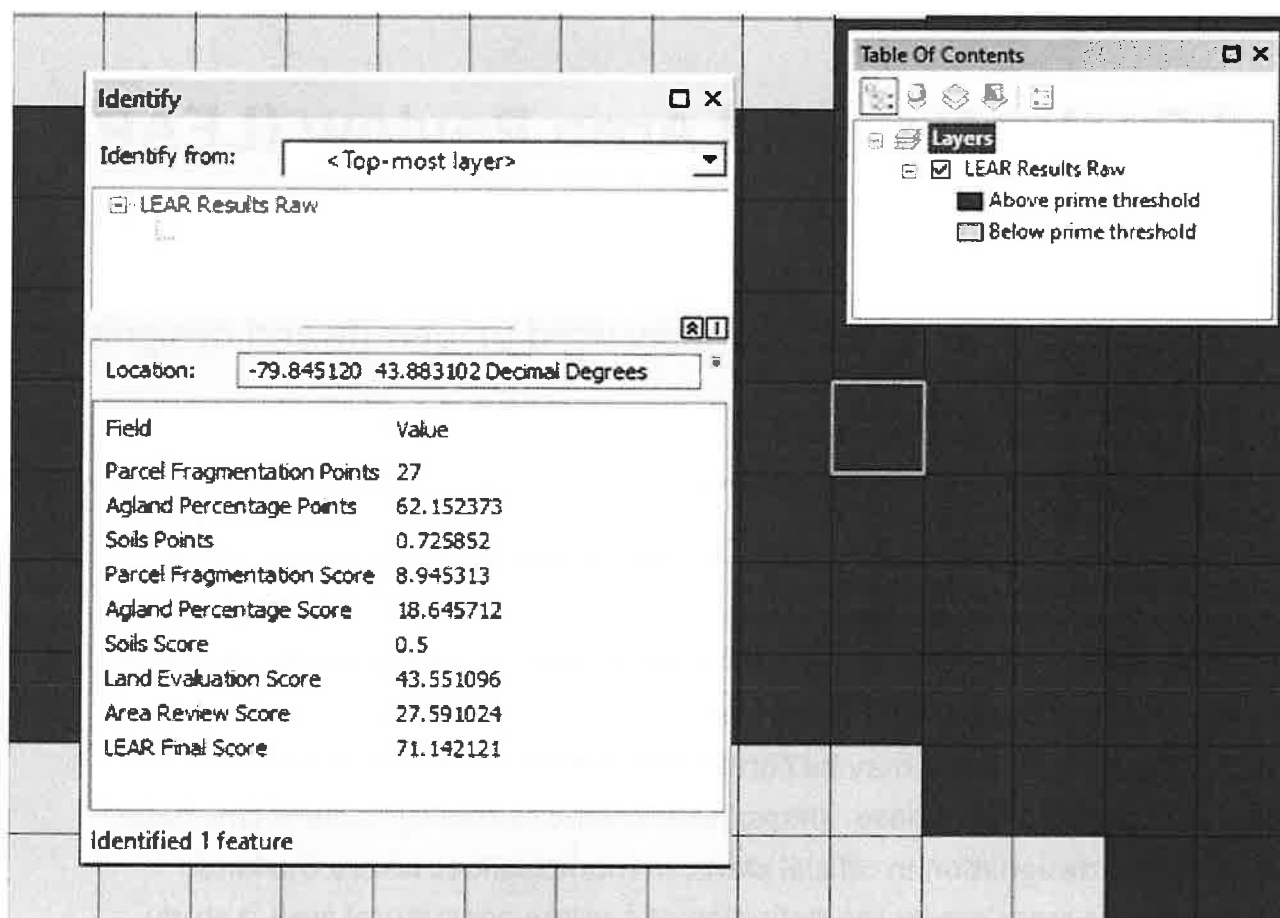 Identify
Identify from: <Top-most layer>
LEAR Results Raw
Location: -79.845120 43.883102 Decimal Degrees
Field Value
Parcel Fragmentation Points 27
Agland Percentage Points 62.152373
Soils Points 0.725852
Parcel Fragmentation Score 8.945313
Agland Percentage Score 18.645712
Soils Score 0.5
Land Evaluation Score 43.551096
Area Review Score 27.591024
LEAR Final Score 71.142121
Identified 1 feature
Table Of Contents
Layers
LEAR Results Raw
Above prime threshold
Below prime threshold